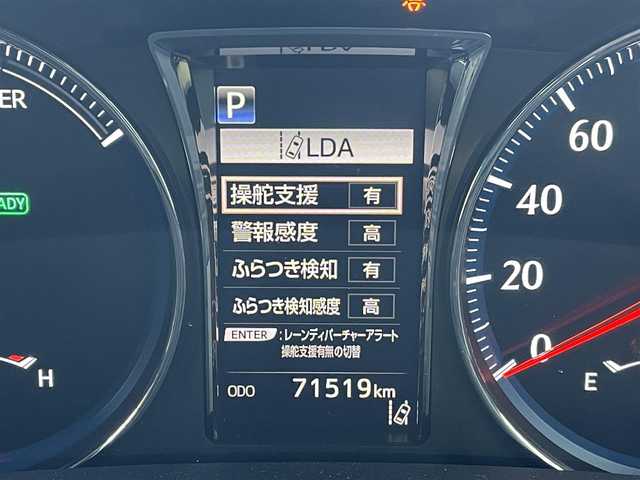 P
LDA
操舵支援 有
警報感度 高
ふらつき検知 有
ふらつき検知感度 高
ENTER :レーンディパーチャーアラート
操舵支援有無の切替
ODO 71519km
H
60
40
20
0
E